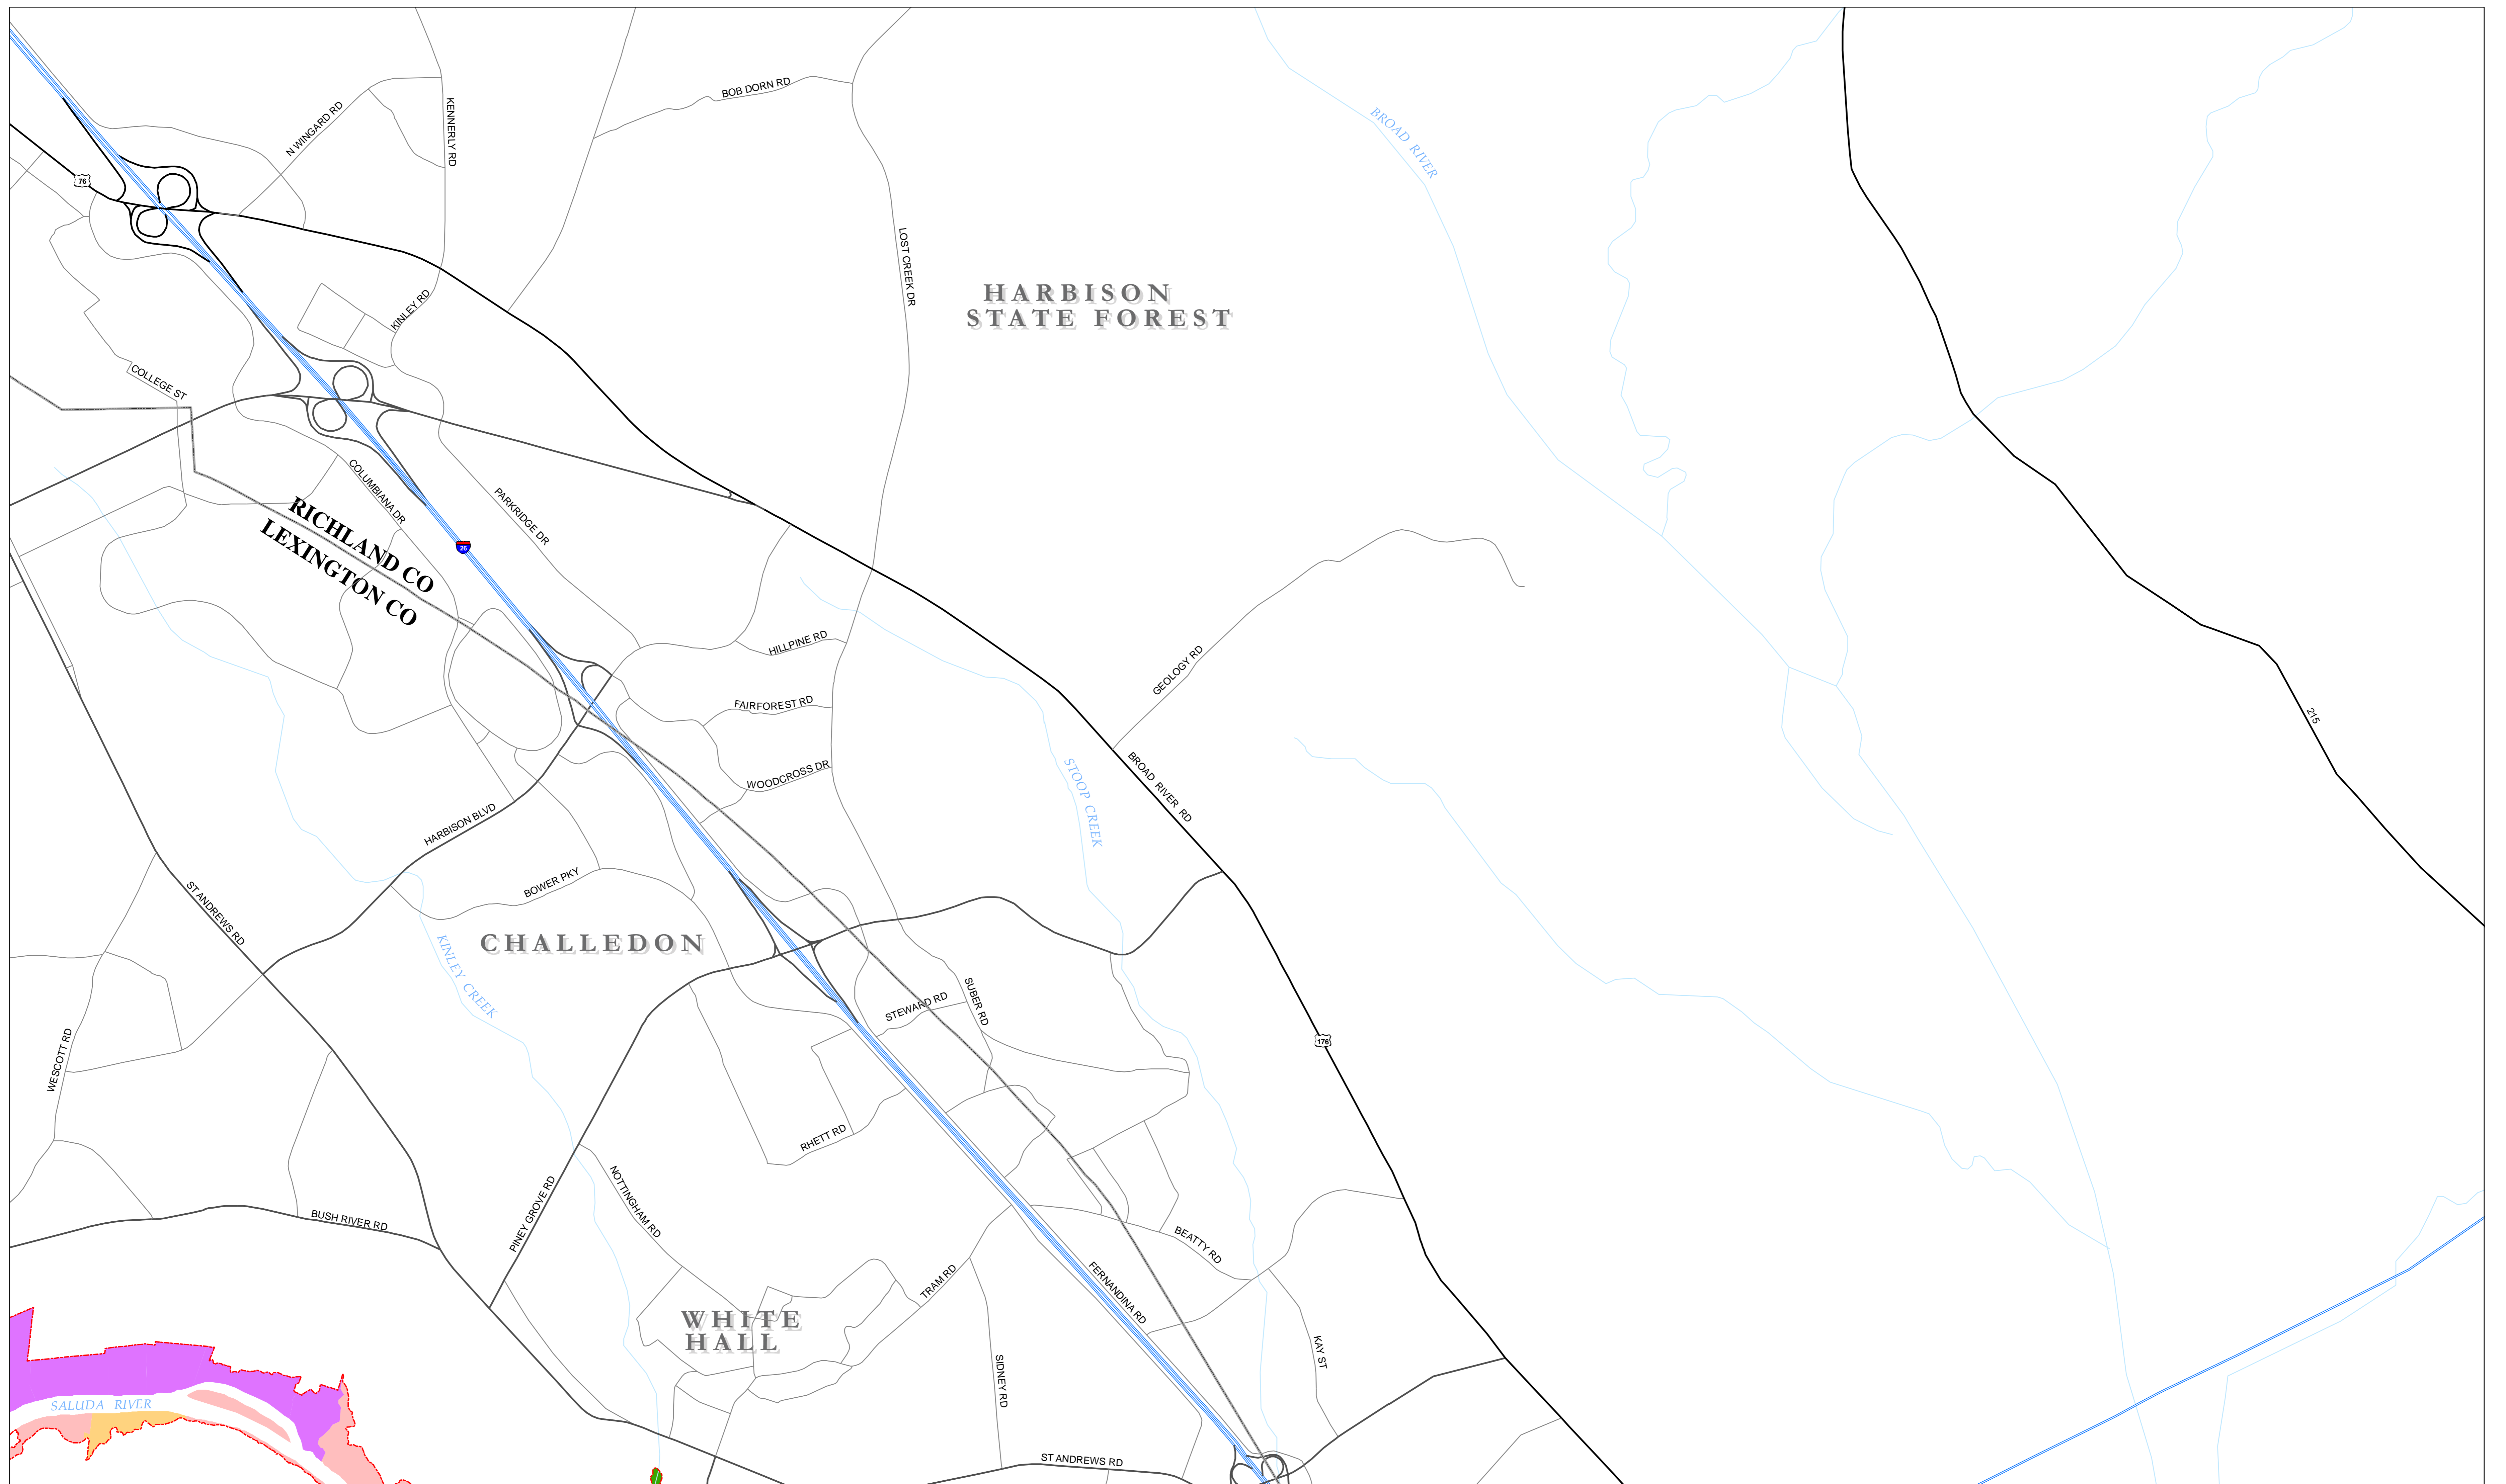 BOB DORN RD
N WINGARD RD
KENNERLY RD
BROAD RIVER
76
LOST CREEK DR
KINLEY RD
HARBISON
STATE FOREST
COLLEGE ST
COLUMBIANA DR
PARKRIDGE DR
RICHLAND CO
LEXINGTON CO
26
HILLPINE RD
GEOLOGY RD
FAIRFOREST RD
215
WOODCROSS DR
STOOP CREEK
BROAD RIVER RD
HARBISON BLVD
BOWER PKY
ST ANDREWS RD
CHALLEDON
KINLEY CREEK
STEWARD RD
SUBER RD
176
WESCOTT RD
RHETT RD
NOTTINGHAM RD
PINEY GROVE RD
BUSH RIVER RD
BEATTY RD
TRAM RD
FERNANDINA RD
WHITE
HALL
KAY ST
SIDNEY RD
SALUDA RIVER
ST ANDREWS RD